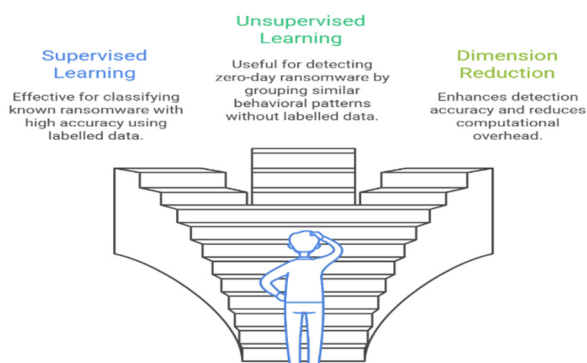 Supervised
Learning
Effective for classifying
known ransomware with
high accuracy using
labelled data.
Unsupervised
Learning
Useful for detecting
zero-day ransomware by
grouping similar
behavioral patterns
without labelled data.
Dimension
Reduction
Enhances detection
accuracy and reduces
computational
overhead.